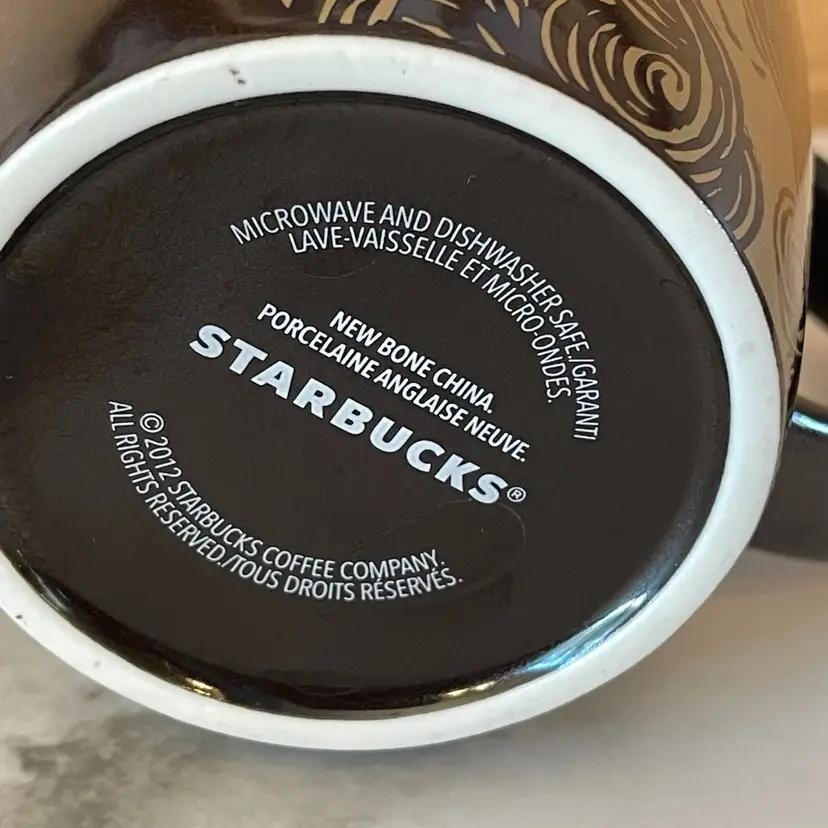 MICROWAVE AND DISHWASHER SAFE./GARANTI
LAVE-VAISSELLE ET MICRO-ONDES.
NEW BONE CHINA.
PORCELAINE ANGLAISE NEUVE.
STARBUCKS®
© 2012 STARBUCKS COFFEE COMPANY.
ALL RIGHTS RESERVED./TOUS DROITS RÉSERVÉS.